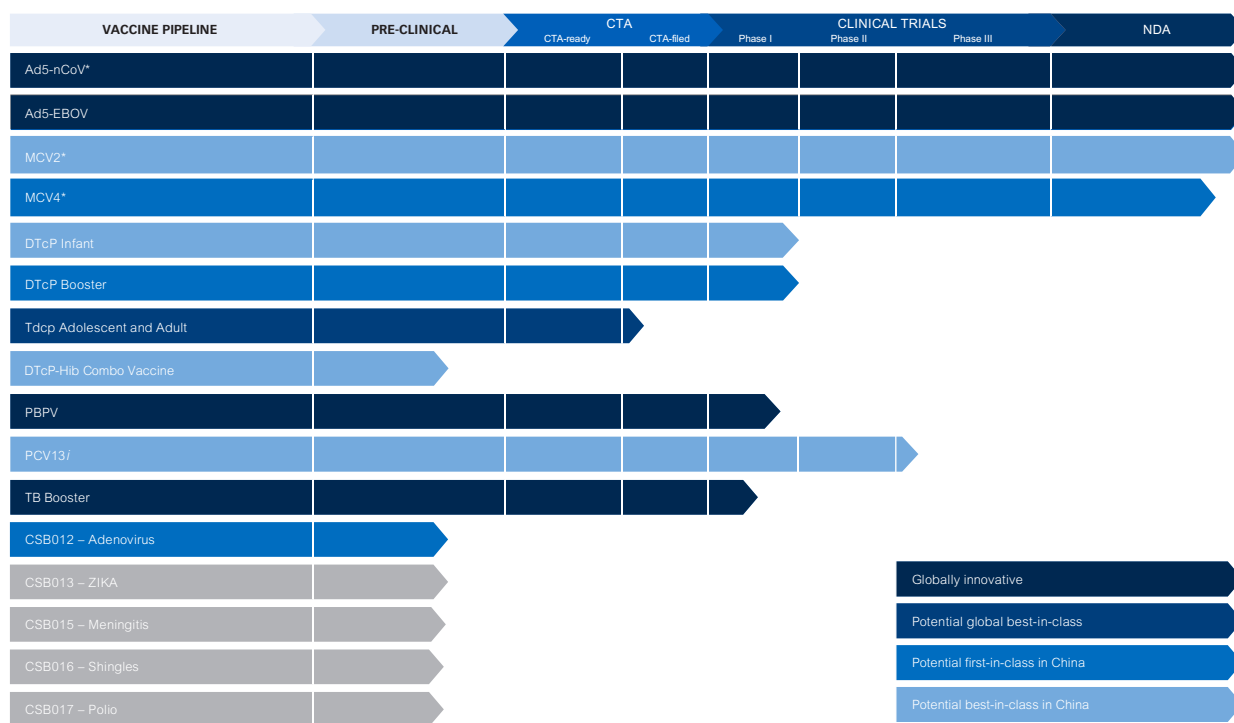 VACCINE PIPELINE PRE-CLINICAL CTA CLINICAL TRIALS NDA
CTA-ready CTA-filed Phase I Phase II Phase III
Ad5-nCoV*
Ad5-EBOV
MCV2*
MCV4*
DTcP Infant
DTcP Booster
Tdcp Adolescent and Adult
DTcP-Hib Combo Vaccine
PBPV
PCV13i
TB Booster
CSB012 – Adenovirus
CSB013 – ZIKA
Globally innovative
CSB015 – Meningitis
Potential global best-in-class
CSB016 – Shingles
Potential first-in-class in China
CSB017 – Polio
Potential best-in-class in China